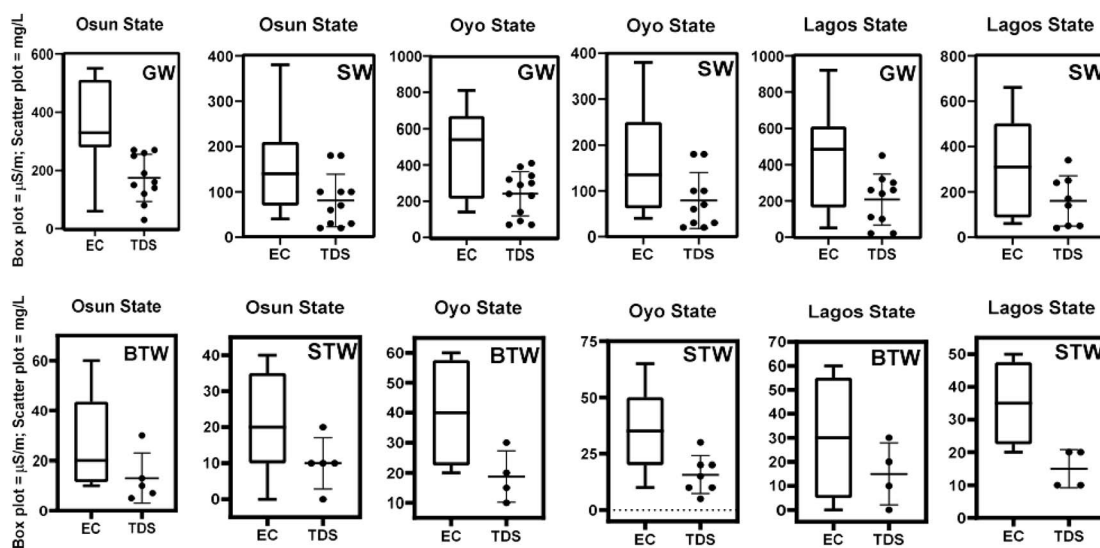 Osun State
Osun State
Oyo State
Oyo State
Lagos State
Lagos State
Box plot = µS/m; Scatter plot = mg/L
600
400
200
0
GW
EC TDS
400
300
200
100
0
SW
EC TDS
1000
800
600
400
200
0
GW
EC TDS
400
300
200
100
0
SW
EC TDS
1000
800
600
400
200
0
GW
EC TDS
800
600
400
200
0
SW
EC TDS
Osun State
Osun State
Oyo State
Oyo State
Lagos State
Lagos State
Box plot = µS/m; Scatter plot = mg/L
60
40
20
0
BTW
EC TDS
40
30
20
10
0
STW
EC TDS
60
50
40
30
20
10
BTW
EC TDS
75
50
25
0
STW
EC TDS
70
60
50
40
30
20
10
0
BTW
EC TDS
50
40
30
20
10
0
STW
EC TDS